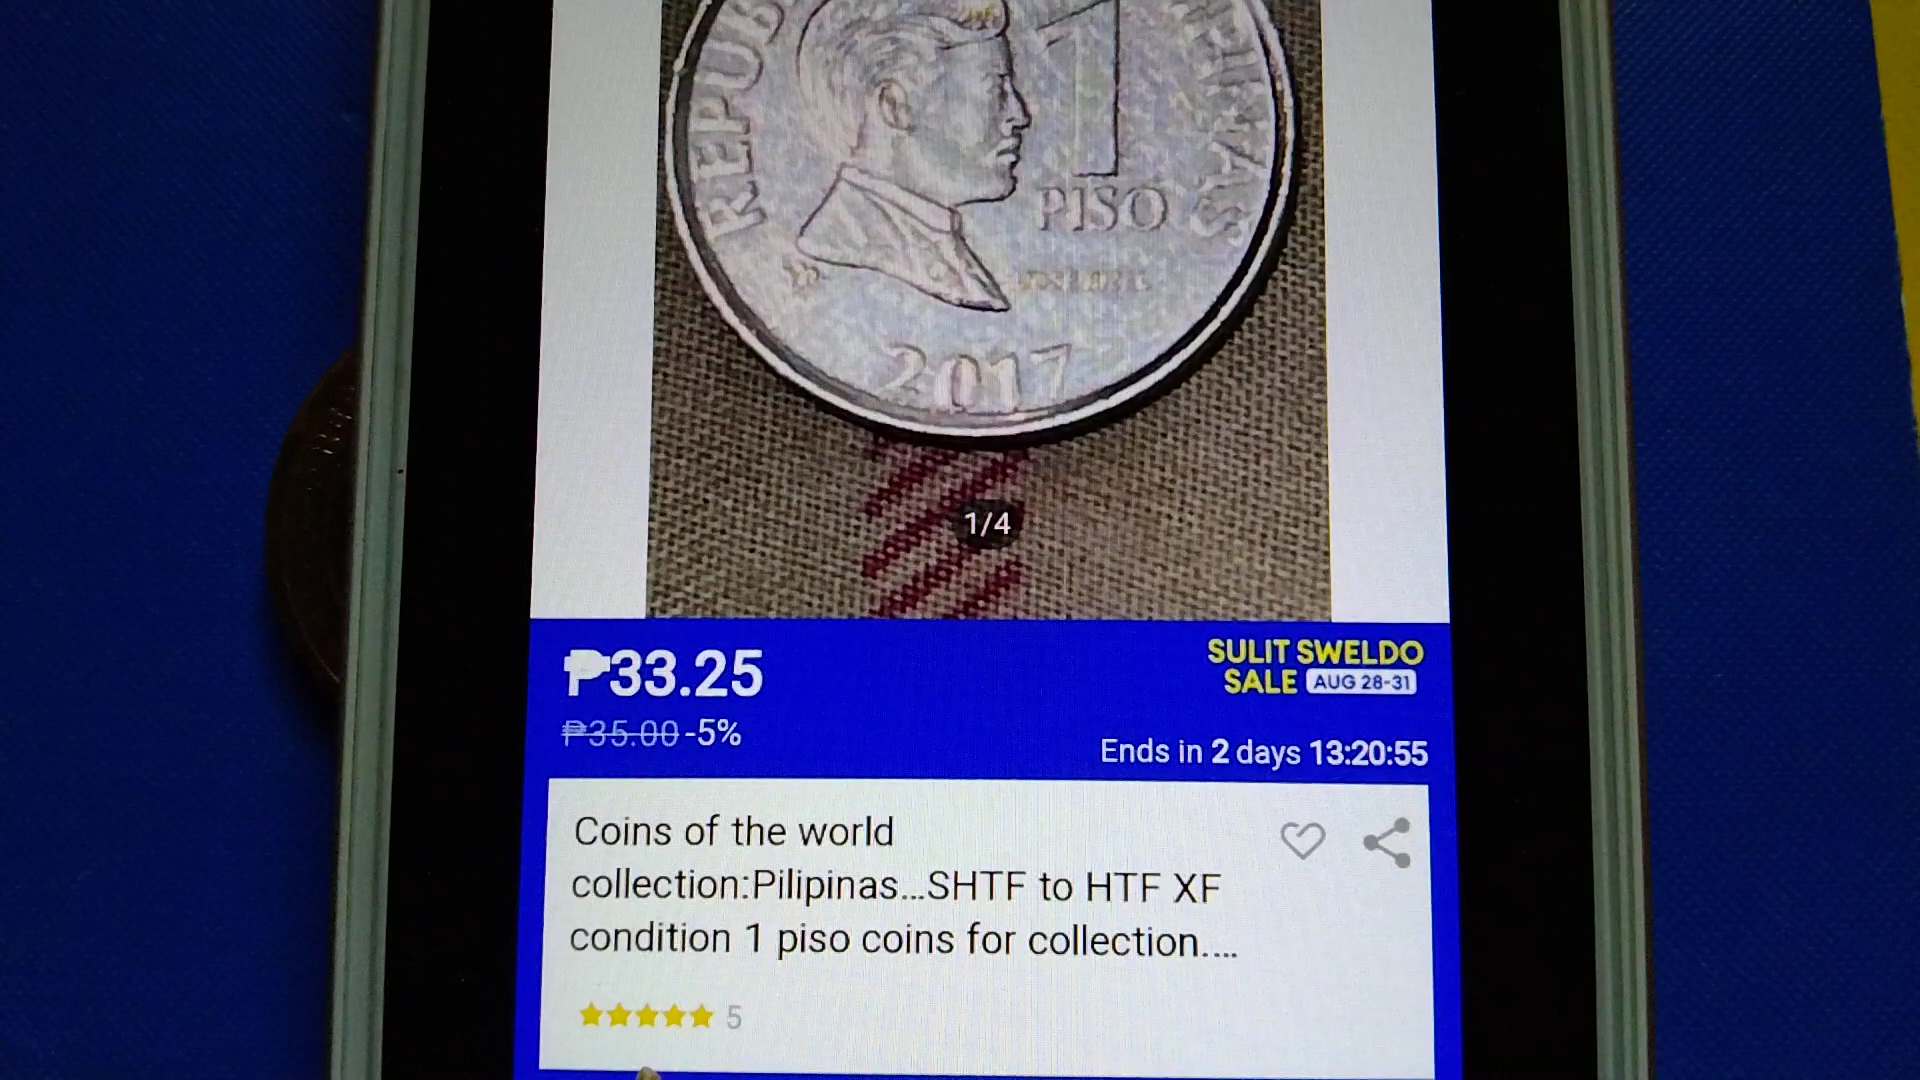 REPUB
PILIPINAS
1
PISO
2017
1/4
₱33.25
₱35.00 -5%
SULIT SWELDO
SALE AUG 28-31
Ends in 2 days 13:20:55
Coins of the world
collection:Pilipinas...SHTF to HTF XF
condition 1 piso coins for collection....
5